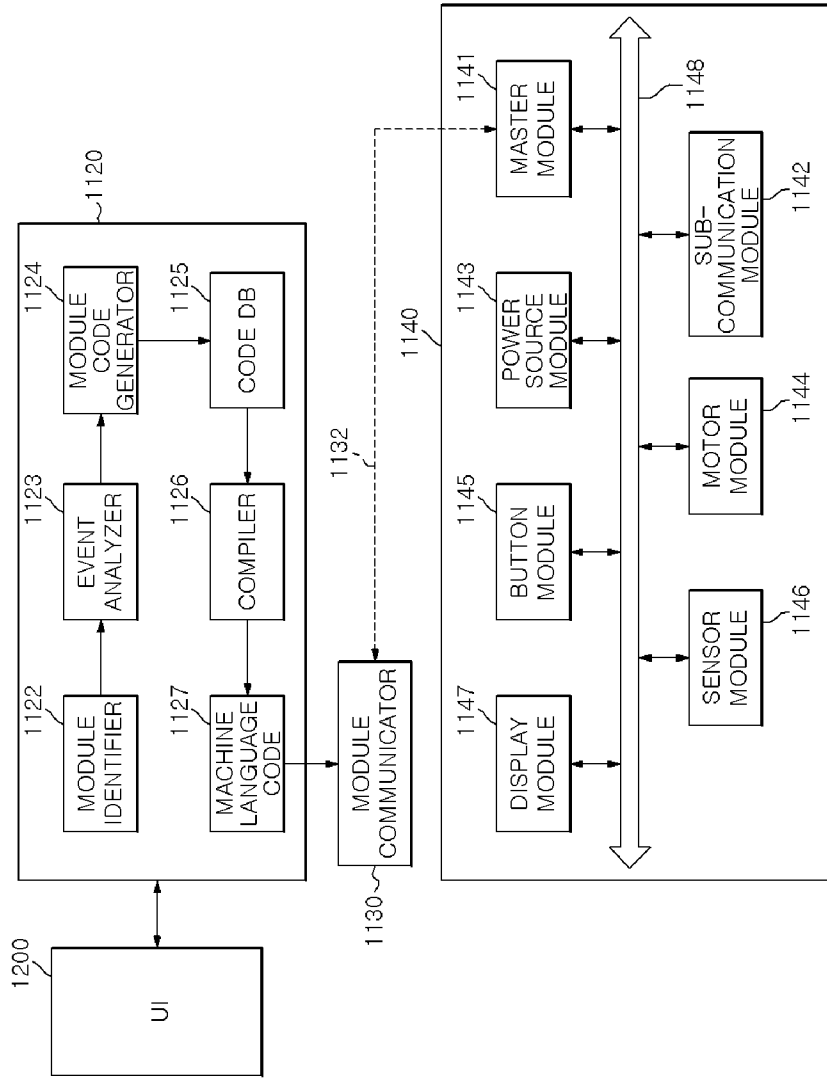 1200
UI
1120
1122
MODULE
IDENTIFIER
1123
EVENT
ANALYZER
1124
MODULE
CODE
GENERATOR
1127
MACHINE
LANGUAGE
CODE
1126
COMPILER
1125
CODE DB
MODULE
COMMUNICATOR
1130
1132
1140
1147
DISPLAY
MODULE
1145
BUTTON
MODULE
1143
POWER
SOURCE
MODULE
1141
MASTER
MODULE
1148
SENSOR
MODULE
1146
MOTOR
MODULE
1144
SUB-
COMMUNICATION
MODULE
1142